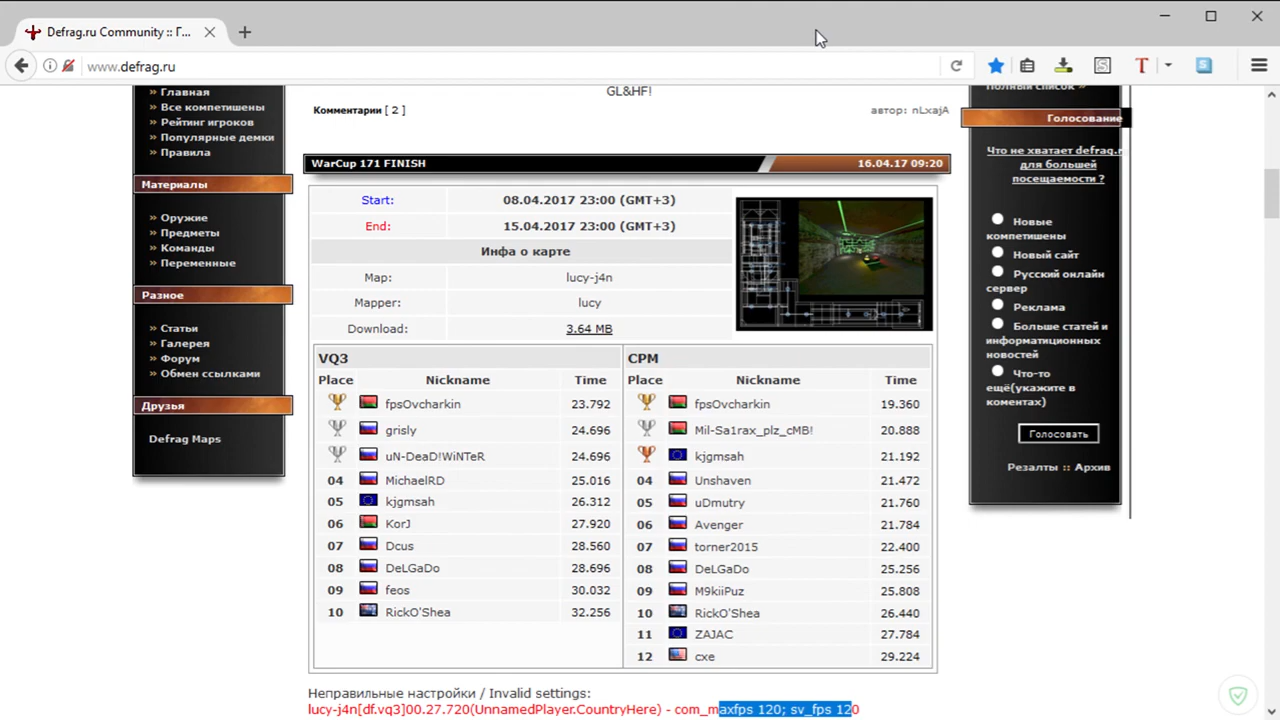 Defrag.ru Community :: Г...
www.defrag.ru
» Главная
» Все компетишены
» Рейтинг игроков
» Популярные демки
» Правила
Материалы
» Оружие
» Предметы
» Команды
» Переменные
Разное
» Статьи
» Галерея
» Форум
» Обмен ссылками
Друзья
Defrag Maps
GL&HF!
Комментарии [ 2 ] автор: nLxajA
WarCup 171 FINISH 16.04.17 09:20
Start: 08.04.2017 23:00 (GMT+3)
End: 15.04.2017 23:00 (GMT+3)
Инфа о карте
Map: lucy-j4n
Mapper: lucy
Download: 3.64 MB
VQ3
Place Nickname Time
fpsOvcharkin 23.792
grisly 24.696
uN-DeaD!WiNTeR 24.696
04 MichaelRD 25.016
05 kjgmsah 26.312
06 KorJ 27.920
07 Dcus 28.560
08 DeLGaDo 28.696
09 feos 30.032
10 RickO'Shea 32.256
CPM
Place Nickname Time
fpsOvcharkin 19.360
Mil-Sa1rax_plz_cMB! 20.888
kjgmsah 21.192
04 Unshaven 21.472
05 uDmutry 21.760
06 Avenger 21.784
07 torner2015 22.400
08 DeLGaDo 25.256
09 M9kiiPuz 25.808
10 RickO'Shea 26.440
11 ZAJAC 27.784
12 cxe 29.224
Неправильные настройки / Invalid settings:
lucy-j4n[df.vq3]00.27.720(UnnamedPlayer.CountryHere) - com_maxfps 120; sv_fps 120
Полный список »
Голосование
Что не хватает defrag.r
для большей
посещаемости ?
Новые
компетишены
Новый сайт
Русский онлайн
сервер
Реклама
Больше статей и
информатиционных
новостей
Что-то
ещё(укажите в
коментах)
Голосовать
Резалты :: Архив